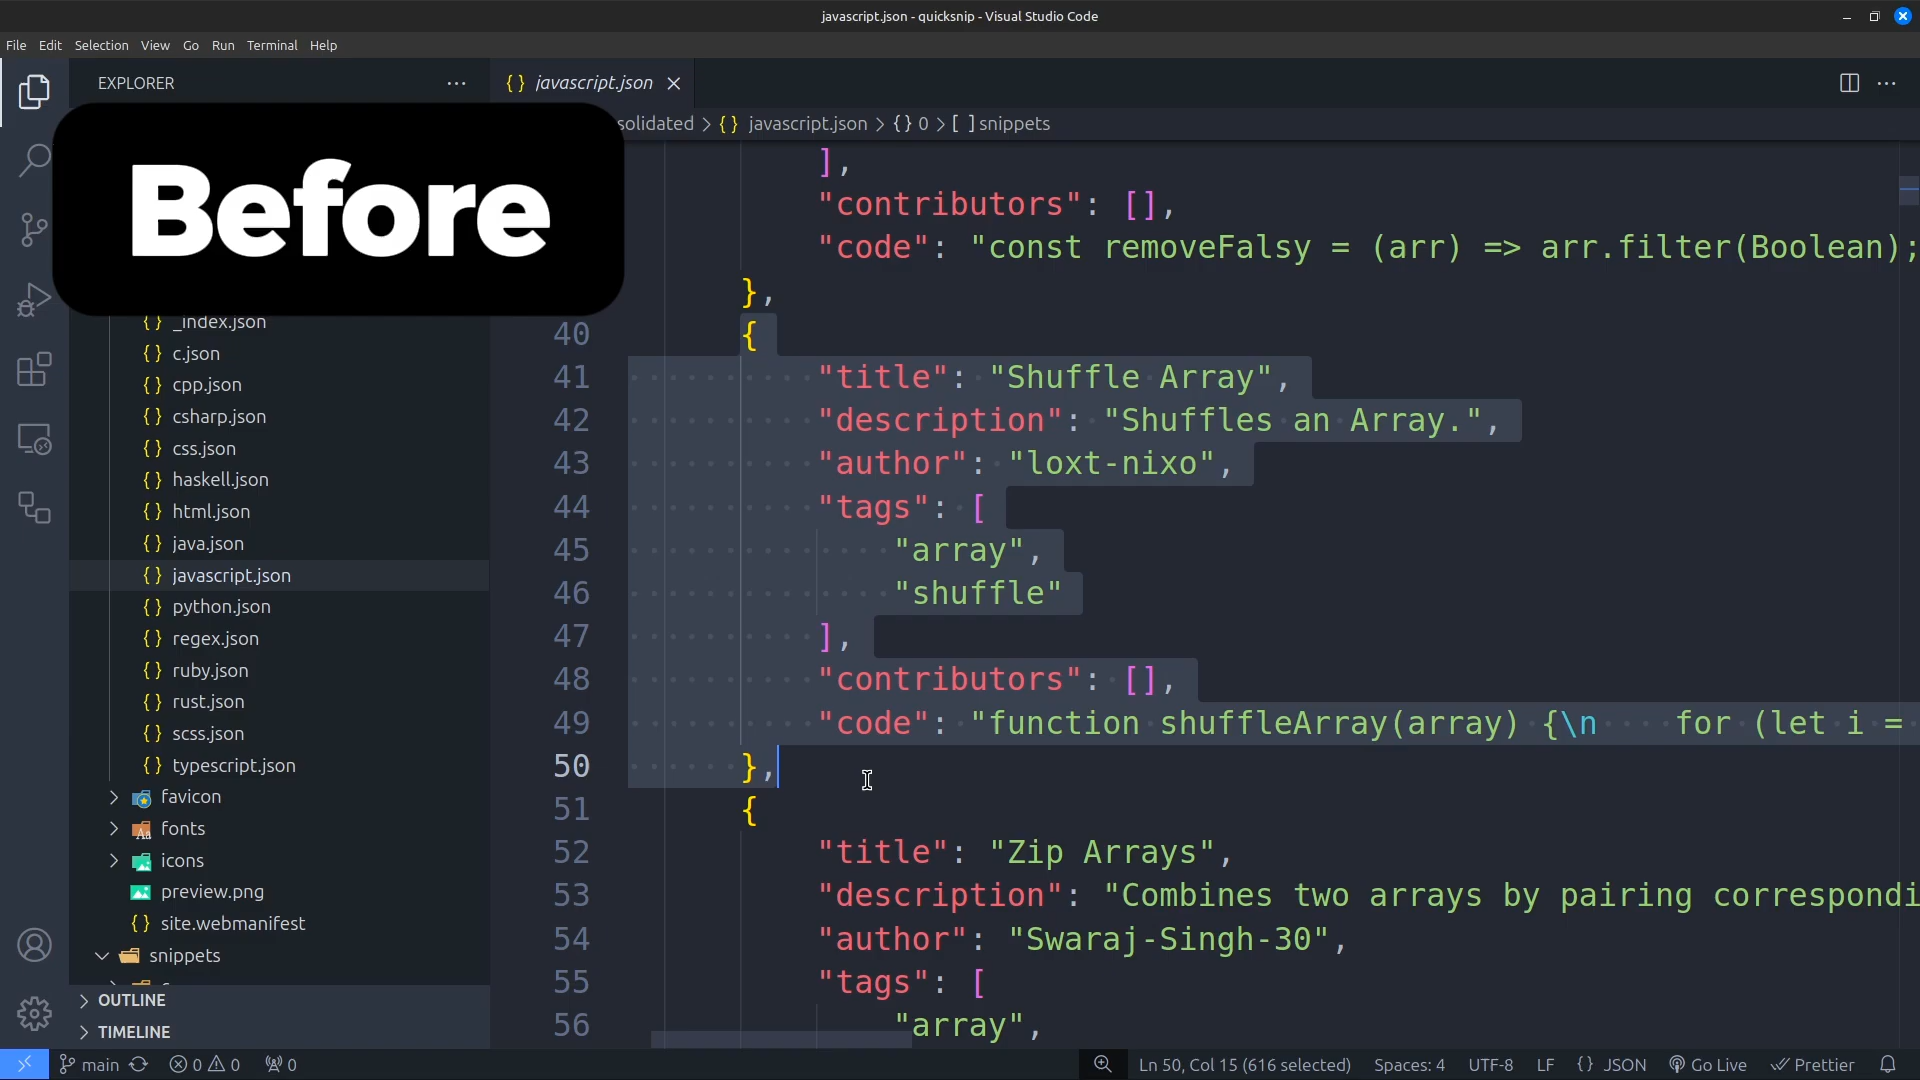 javascript.json - quicksnip - Visual Studio Code
File Edit Selection View Go Run Terminal Help
EXPLORER
{} javascript.json
Before
solidated > {} javascript.json > {} 0 > [ ] snippets
{} _index.json
{} c.json
{} cpp.json
{} csharp.json
{} css.json
{} haskell.json
{} html.json
{} java.json
{} javascript.json
{} python.json
{} regex.json
{} ruby.json
{} rust.json
{} scss.json
{} typescript.json
favicon
fonts
icons
preview.png
{} site.webmanifest
snippets
OUTLINE
TIMELINE
],
"contributors": [],
"code": "const removeFalsy = (arr) => arr.filter(Boolean);
},
40 {
41 "title": "Shuffle Array",
42 "description": "Shuffles an Array.",
43 "author": "loxt-nixo",
44 "tags": [
45 "array",
46 "shuffle"
47 ],
48 "contributors": [],
49 "code": "function shuffleArray(array) {\n    for (let i =
50 },
51 {
52 "title": "Zip Arrays",
53 "description": "Combines two arrays by pairing correspondi
54 "author": "Swaraj-Singh-30",
55 "tags": [
56 "array",
main 0 0 0 Ln 50, Col 15 (616 selected) Spaces: 4 UTF-8 LF {} JSON Go Live Prettier